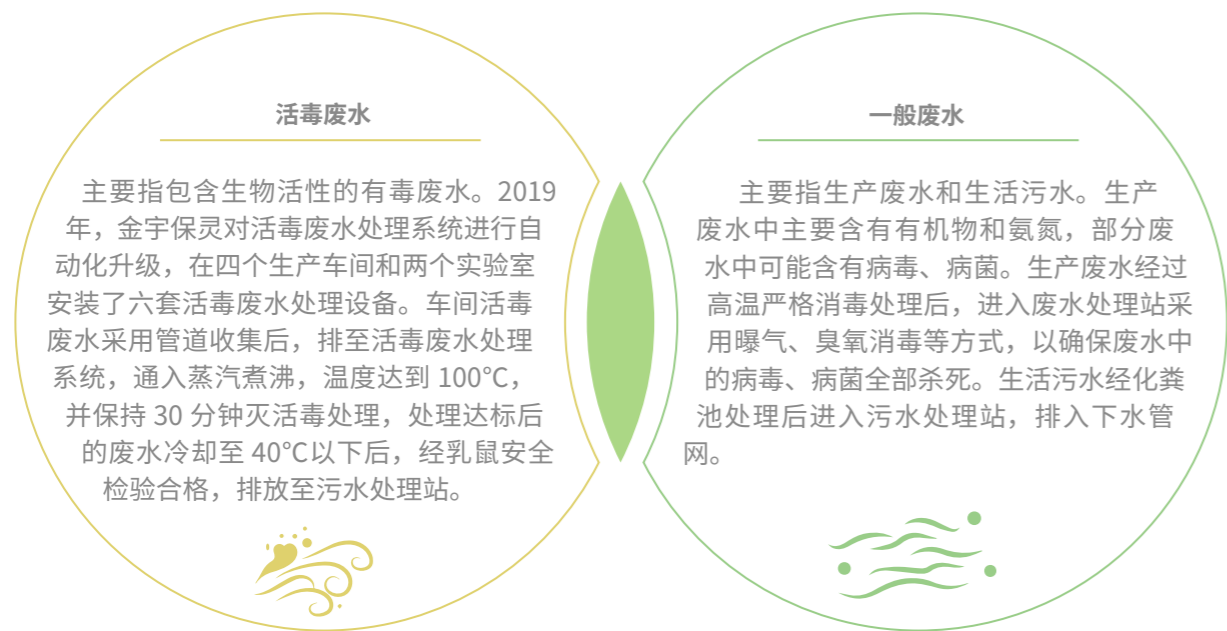 活毒废水
主要指包含生物活性的有毒废水。2019
年，金宇保灵对活毒废水处理系统进行自
动化升级，在四个生产车间和两个实验室
安装了六套活毒废水处理设备。车间活毒
废水采用管道收集后，排至活毒废水处理
系统，通入蒸汽煮沸，温度达到 100℃，
并保持 30 分钟灭活毒处理，处理达标后
的废水冷却至 40℃以下后，经乳鼠安全
检验合格，排放至污水处理站。
一般废水
主要指生产废水和生活污水。生产
废水中主要含有有机物和氨氮，部分废
水中可能含有病毒、病菌。生产废水经过
高温严格消毒处理后，进入废水处理站采
用曝气、臭氧消毒等方式，以确保废水中
的病毒、病菌全部杀死。生活污水经化粪
池处理后进入污水处理站，排入下水管
网。